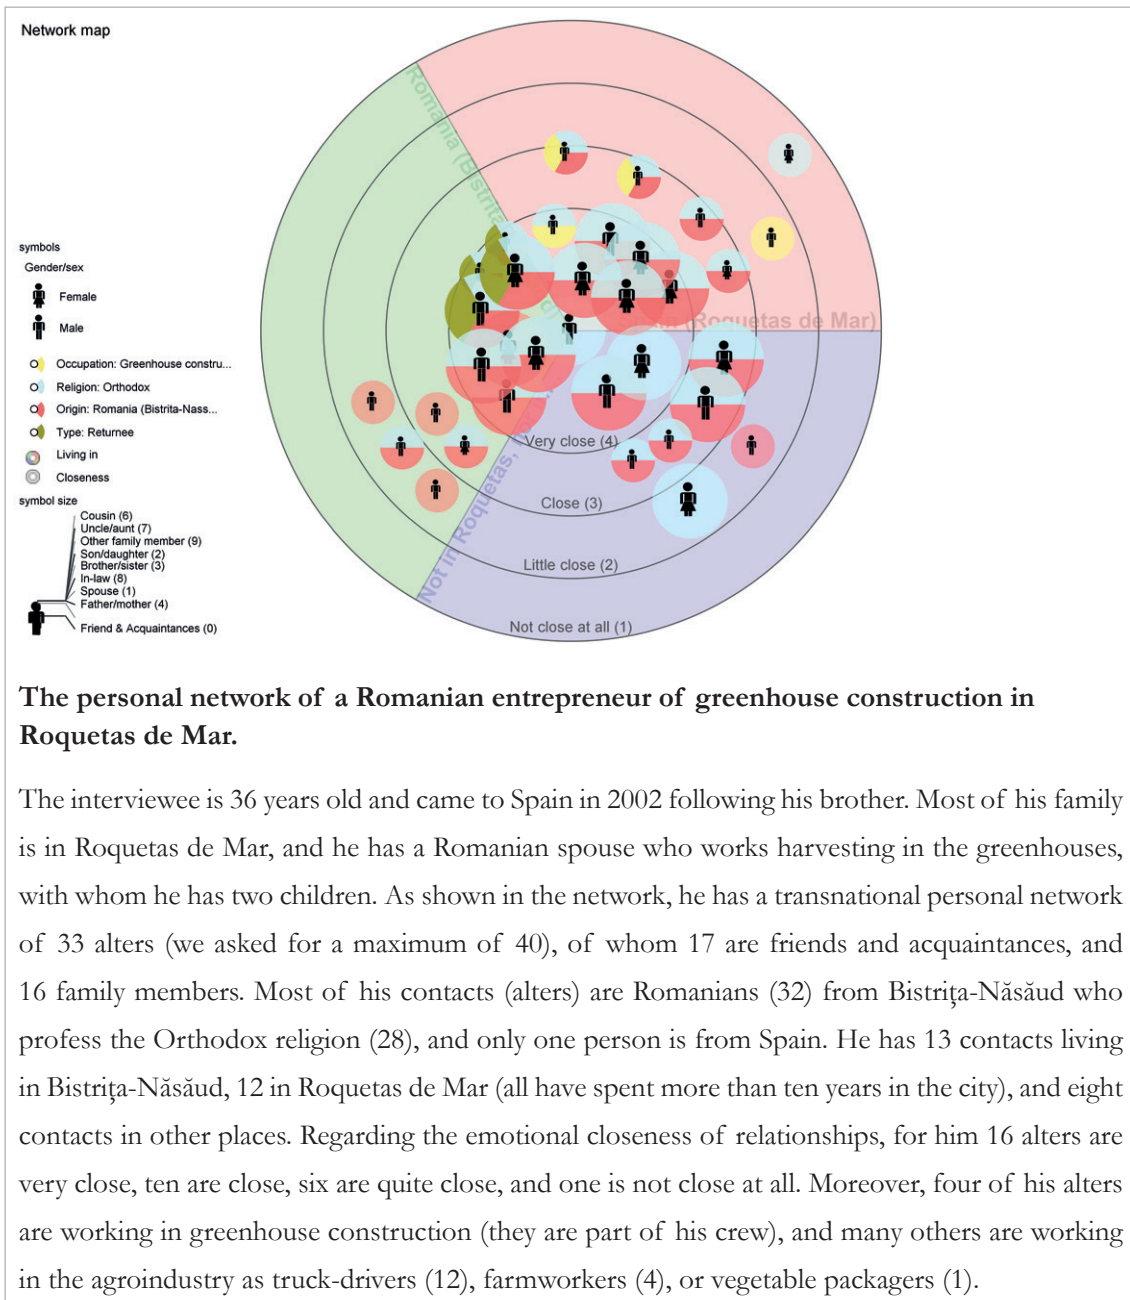 Network map
Romania (Bistrita
Spain (Roquetas de Mar)
Not in Roquetas,
Very close (4)
Close (3)
Little close (2)
Not close at all (1)
symbols
Gender/sex
Female
Male
Occupation: Greenhouse constru...
Religion: Orthodox
Origin: Romania (Bistrita-Nass...
Type: Returnee
Living in
Closeness
symbol size
Cousin (6)
Uncle/aunt (7)
Other family member (9)
Son/daughter (2)
Brother/sister (3)
In-law (8)
Spouse (1)
Father/mother (4)
Friend & Acquaintances (0)
The personal network of a Romanian entrepreneur of greenhouse construction in
Roquetas de Mar.
The interviewee is 36 years old and came to Spain in 2002 following his brother. Most of his family
is in Roquetas de Mar, and he has a Romanian spouse who works harvesting in the greenhouses,
with whom he has two children. As shown in the network, he has a transnational personal network
of 33 alters (we asked for a maximum of 40), of whom 17 are friends and acquaintances, and
16 family members. Most of his contacts (alters) are Romanians (32) from Bistrița-Năsăud who
profess the Orthodox religion (28), and only one person is from Spain. He has 13 contacts living
in Bistrița-Năsăud, 12 in Roquetas de Mar (all have spent more than ten years in the city), and eight
contacts in other places. Regarding the emotional closeness of relationships, for him 16 alters are
very close, ten are close, six are quite close, and one is not close at all. Moreover, four of his alters
are working in greenhouse construction (they are part of his crew), and many others are working
in the agroindustry as truck-drivers (12), farmworkers (4), or vegetable packagers (1).